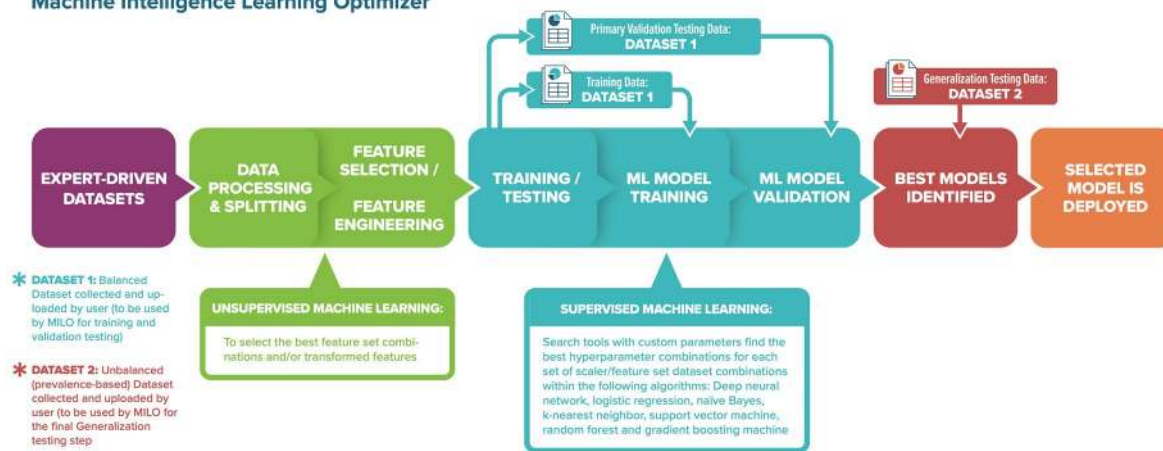 Machine Intelligence Learning Optimizer
Primary Validation Testing Data:
DATASET 1
Training Data:
DATASET 1
Generalization Testing Data:
DATASET 2
EXPERT-DRIVEN
DATASETS
DATA
PROCESSING
& SPLITTING
FEATURE
SELECTION /
FEATURE
ENGINEERING
TRAINING /
TESTING
ML MODEL
TRAINING
ML MODEL
VALIDATION
BEST MODELS
IDENTIFIED
SELECTED
MODEL IS
DEPLOYED
* DATASET 1: Balanced
Dataset collected and up-
loaded by user (to be used
by MILO for training and
validation testing)
* DATASET 2: Unbalanced
(prevalence-based) Dataset
collected and uploaded by
user (to be used by MILO for
the final Generalization
testing step
UNSUPERVISED MACHINE LEARNING:
To select the best feature set combi-
nations and/or transformed features
SUPERVISED MACHINE LEARNING:
Search tools with custom parameters find the
best hyperparameter combinations for each
set of scaler/feature set dataset combinations
within the following algorithms: Deep neural
network, logistic regression, naïve Bayes,
k-nearest neighbor, support vector machine,
random forest and gradient boosting machine